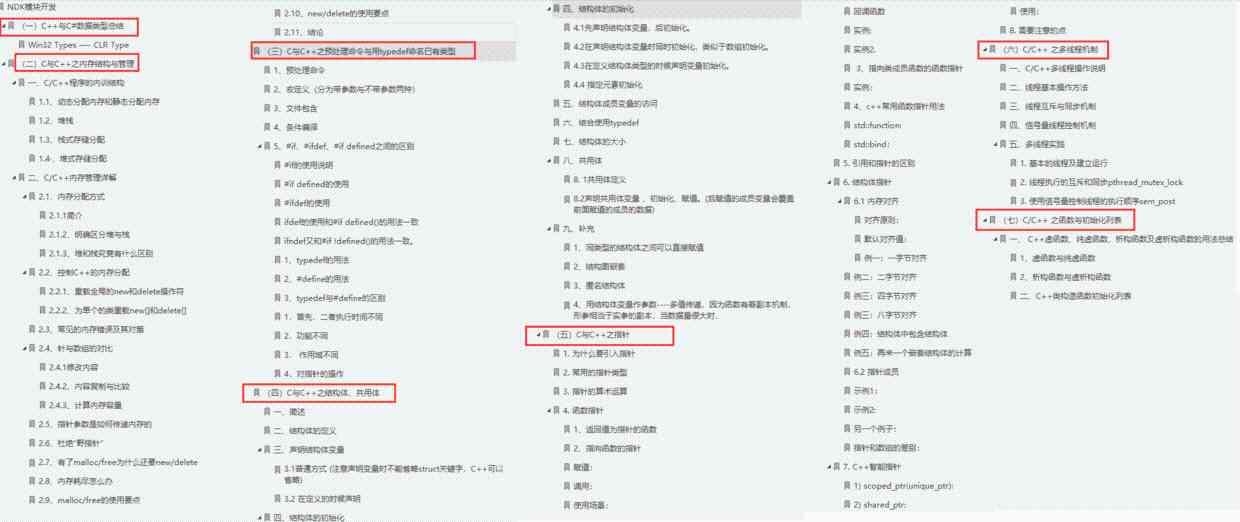 NDK模块开发
（一）C++与C#数据类型总结
Win32 Types ---- CLR Type
（二）C与C++之内存结构与管理
一、C/C++程序的内训结构
1.1、动态分配内存和静态分配内存
1.2、堆栈
1.3、栈式存储分配
1.4、堆式存储分配
二、C/C++内存管理详解
2.1、内存分配方式
2.1.1简介
2.1.2、明确区分堆与栈
2.1.3、堆和栈究竟有什么区别
2.2、控制C++的内存分配
2.2.1、重载全局的new和delete操作符
2.2.2、为单个的类重载new[]和delete[]
2.3、常见的内存错误及其对策
2.4、针与数组的对比
2.4.1修改内容
2.4.2、内容复制与比较
2.4.3、计算内存容量
2.5、指针参数是如何传递内存的
2.6、杜绝"野指针"
2.7、有了malloc/free为什么还要new/delete
2.8、内存耗尽怎么办
2.9、malloc/free的使用要点
2.10、new/delete的使用要点
2.11、结论
（三）C与C++之预处理命令与用typedef命名已有类型
1、预处理命令
2、宏定义（分为带参数与不带参数两种）
3、文件包含
4、条件编译
5、#if、#ifdef、#if defined之间的区别
#if的使用说明
#if defined的使用
#ifdef的使用
ifdef的使用和#if defined()的用法一致
ifndef又和#if !defined()的用法一致。
1、typedef的用法
2、#define的用法
3、typedef与#define的区别
1、首先，二者执行时间不同
2、功能不同
3、作用域不同
4、对指针的操作
（四）C与C++之结构体、共用体
一、简述
二、结构体的定义
三、声明结构体变量
3.1普通方式 (注意声明变量时不能省略struct关键字，C++可以
省略)
3.2 在定义的时候声明
四、结构体的初始化
四、结构体的初始化
4.1先声明结构体变量，后初始化。
4.2在声明结构体变量时同时初始化，类似于数组初始化。
4.3在定义结构体类型的时候声明变量初始化。
4.4 指定元素初始化
五、结构体成员变量的访问
六、结合使用typedef
七、结构体的大小
八、共用体
8. 1共用体定义
8.2声明共用体变量 、初始化、赋值。(后赋值的成员变量会覆盖
前面赋值的成员的数据)
九、补充
1、同类型的结构体之间可以直接赋值
2、结构图嵌套
3、匿名结构体
4、用结构体变量作参数----多值传递。因为函数有哥副本机制，
形参相当于实参的副本，当数据量很大时，
（五）C与C++之指针
1. 为什么要引入指针
2. 常用的指针类型
3. 指针的算术运算
4. 函数指针
1、返回值为指针的函数
2、指向函数的指针
赋值:
调用:
使用场景:
回调函数
实例:
实例2.
3、指向类成员函数的函数指针
实例:
4、c++常用函数指针用法
std::function:
std::bind:
5. 引用和指针的区别
6. 结构体指针
6.1 内存对齐
对齐原则:
默认对齐值:
例一：一字节对齐
例二：二字节对齐
例三：四字节对齐
例三：八字节对齐
例四：结构体中包含结构体
例五：再来一个嵌套结构体的计算
6.2 指针成员
示例1:
示例2:
另一个例子:
指针和数组的差别:
7. C++智能指针
1) scoped_ptr(unique_ptr):
2) shared_ptr:
使用:
8. 需要注意的点
（六）C/C++ 之多线程机制
一、C/C++多线程操作说明
二、线程基本操作方法
三、线程互斥与同步机制
四、信号量线程控制机制
五、多线程实践
1. 基本的线程及建立运行
2. 线程执行的互斥和同步pthread_mutex_lock
3. 使用信号量控制线程的执行顺序sem_post
（七）C/C++ 之函数与初始化列表
一、 C++虚函数、纯虚函数、析构函数及虚析构函数的用法总结
1、虚函数与纯虚函数
2、析构函数与虚析构函数
二、C++类构造函数初始化列表